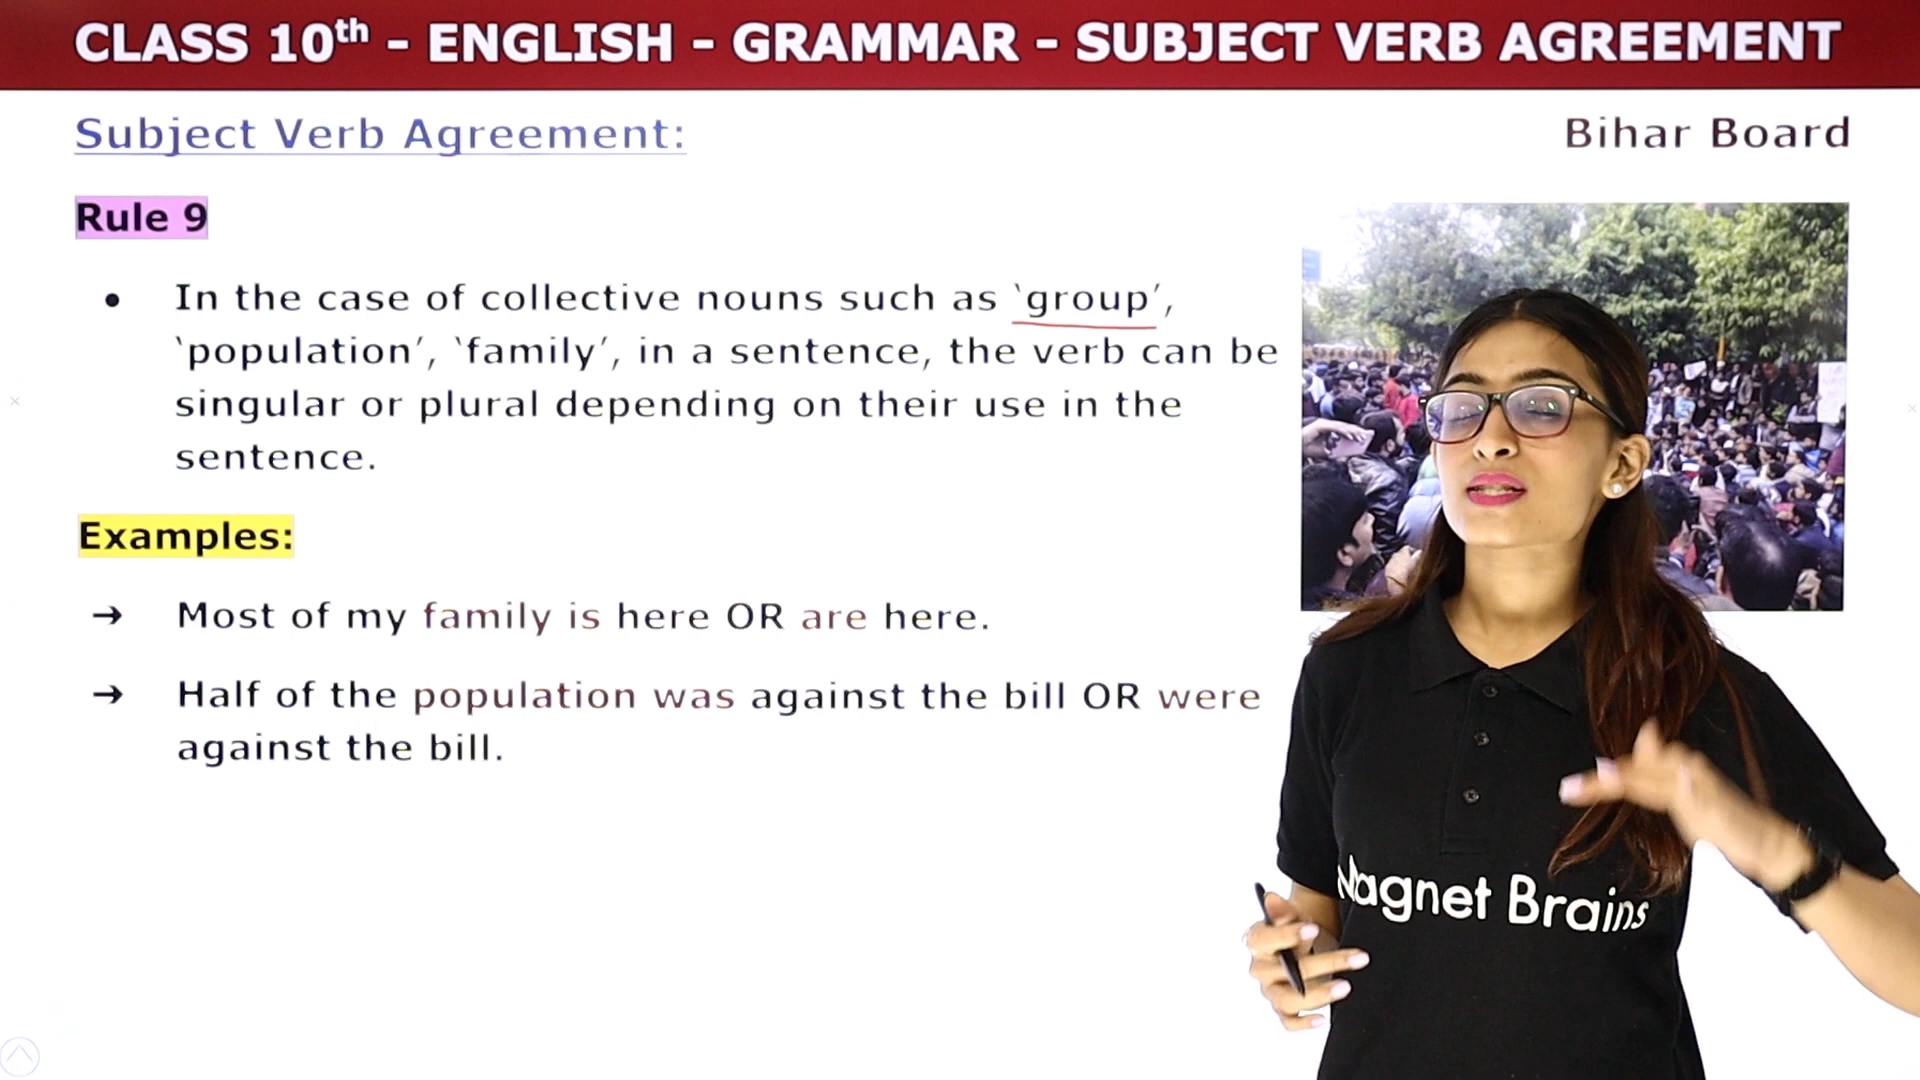 CLASS 10th - ENGLISH - GRAMMAR - SUBJECT VERB AGREEMENT
Subject Verb Agreement:
Bihar Board
Rule 9
• In the case of collective nouns such as ‘group’,
‘population’, ‘family’, in a sentence, the verb can be
singular or plural depending on their use in the
sentence.
Examples:
→ Most of my family is here OR are here.
→ Half of the population was against the bill OR were
against the bill.
Magnet Brains